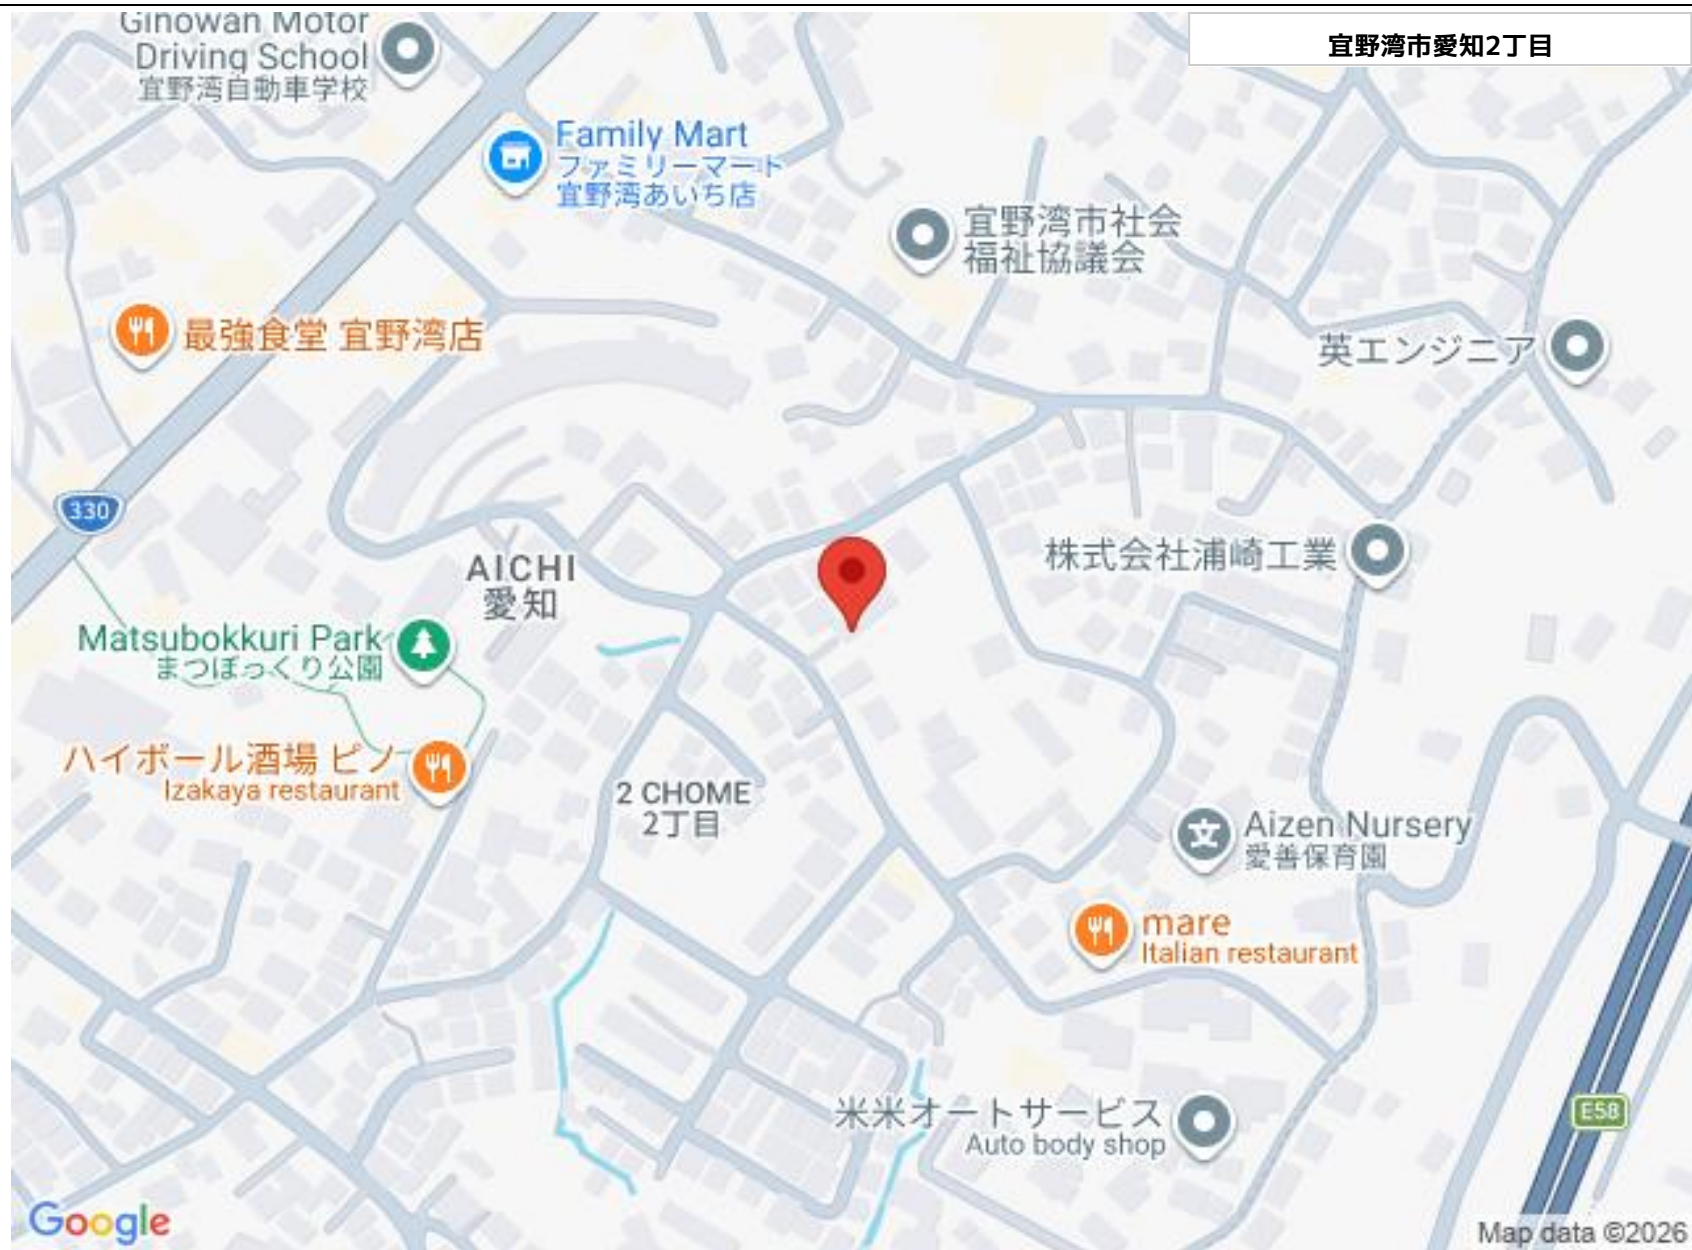 宜野湾市愛知2丁目
Ginowan Motor
Driving School
宜野湾自動車学校
Family Mart
ファミリーマート
宜野湾あいち店
宜野湾市社会
福祉協議会
最強食堂 宜野湾店
英エンジニア
330
AICHI
愛知
株式会社浦崎工業
Matsubokkuri Park
まつぼっくり公園
ハイボール酒場 ピノ
Izakaya restaurant
2 CHOME
2丁目
文
Aizen Nursery
愛善保育園
mare
Italian restaurant
米米オートサービス
Auto body shop
E58
Google
Map data ©2026